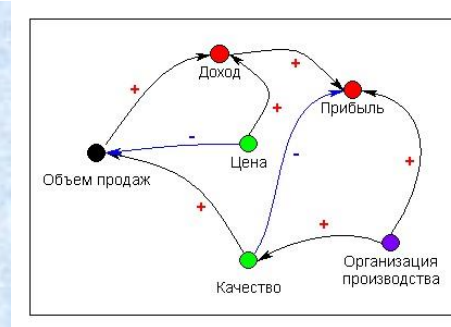 Доход
+
+
+
Прибыль
-
Цена
-
+
Объем продаж
+
+
Организация
производства
Качество